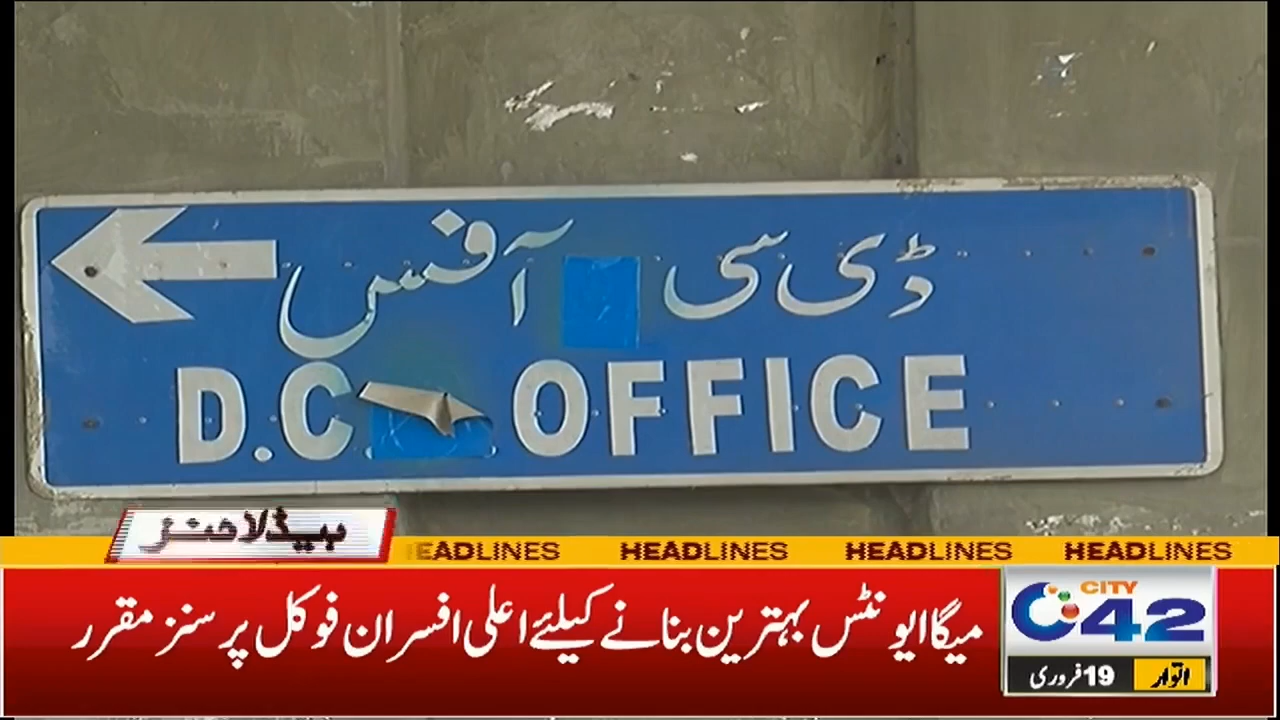 ڈی سی آفس
D.C OFFICE
ہیڈلائنز
EADLINES HEADLINES HEADLINES HEADLINES
میگا ایونٹس بہترین بنانے کیلئے اعلی افسران فوکل پرسنز مقرر
CITY
42
اتوار 19 فروری